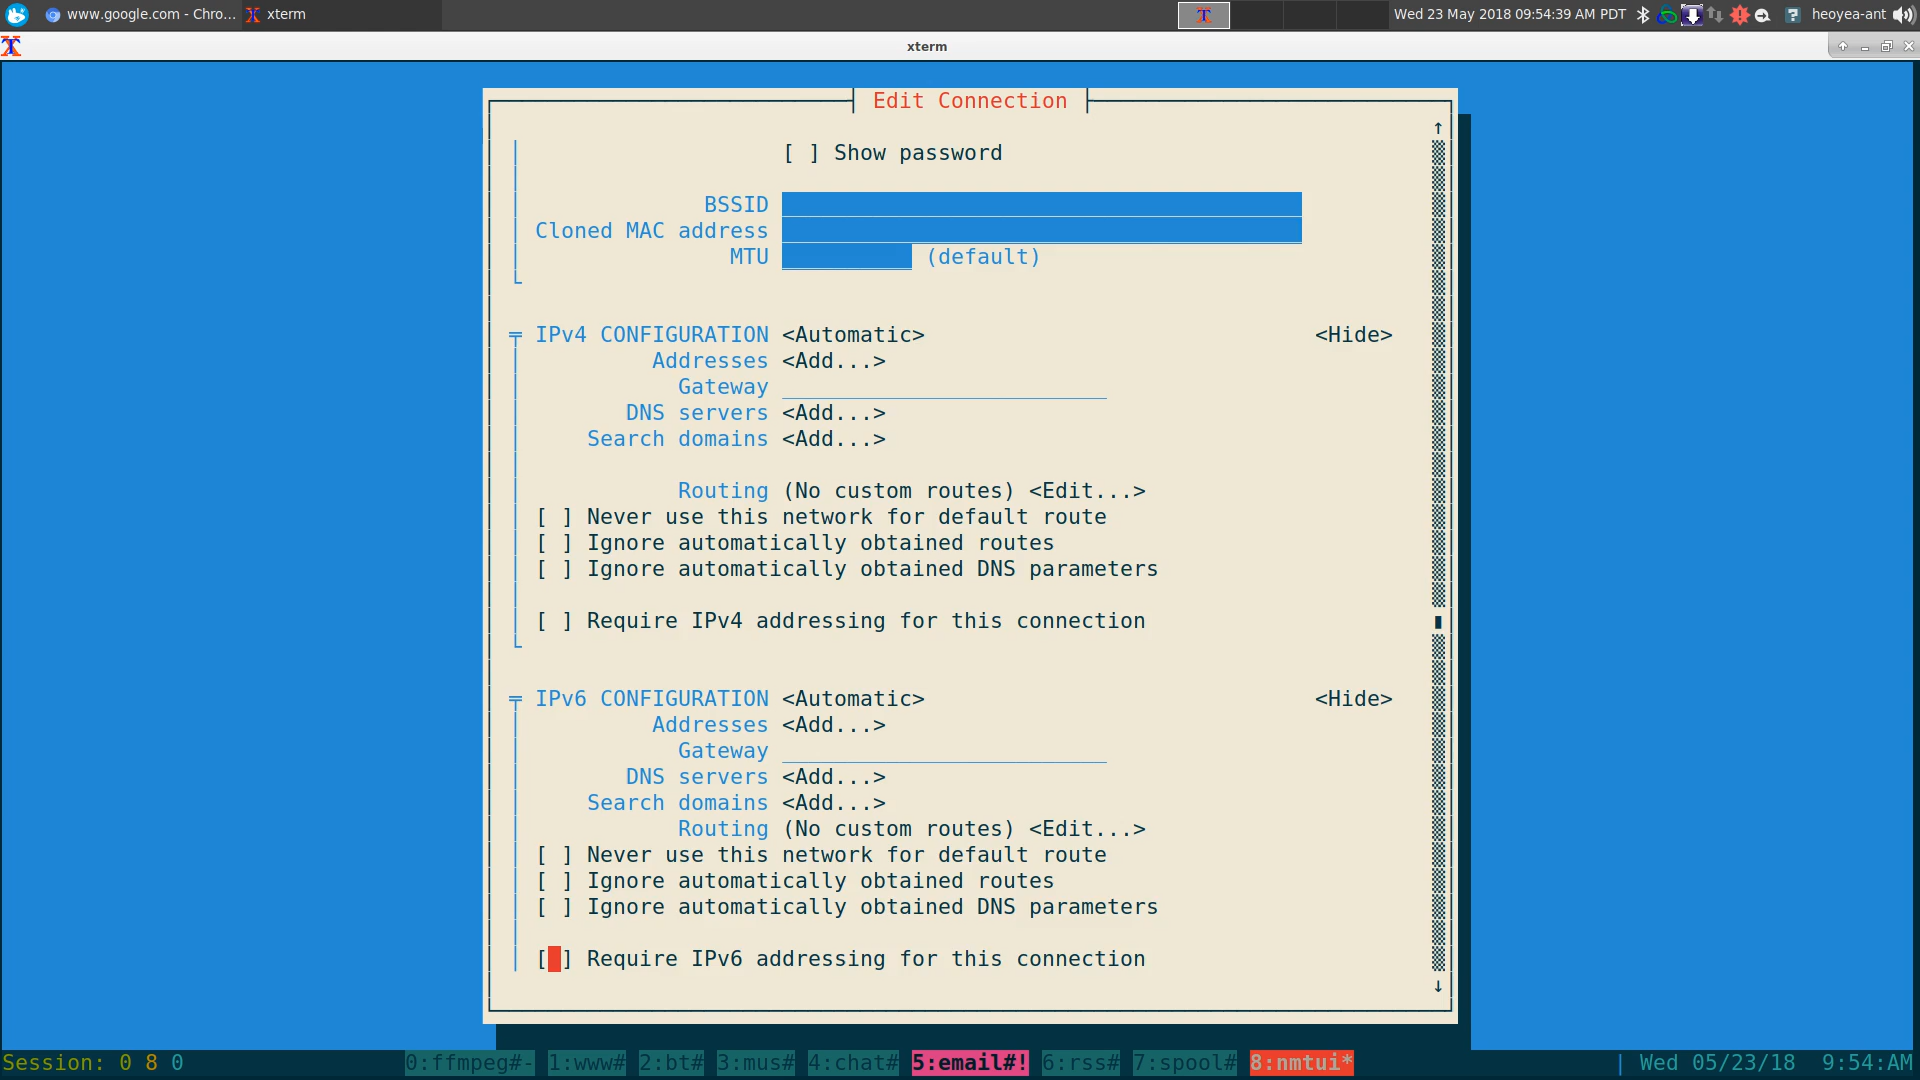 www.google.com - Chro...
xterm
Wed 23 May 2018 09:54:39 AM PDT
heoyea-ant
xterm
Edit Connection
[ ] Show password
BSSID
Cloned MAC address
MTU (default)
IPv4 CONFIGURATION <Automatic> <Hide>
Addresses <Add...>
Gateway
DNS servers <Add...>
Search domains <Add...>
Routing (No custom routes) <Edit...>
[ ] Never use this network for default route
[ ] Ignore automatically obtained routes
[ ] Ignore automatically obtained DNS parameters
[ ] Require IPv4 addressing for this connection
IPv6 CONFIGURATION <Automatic> <Hide>
Addresses <Add...>
Gateway
DNS servers <Add...>
Search domains <Add...>
Routing (No custom routes) <Edit...>
[ ] Never use this network for default route
[ ] Ignore automatically obtained routes
[ ] Ignore automatically obtained DNS parameters
[ ] Require IPv6 addressing for this connection
Session: 0 8 0 0:ffmpeg#- 1:www# 2:bt# 3:mus# 4:chat# 5:email#! 6:rss# 7:spool# 8:nmtui* | Wed 05/23/18 9:54:AM